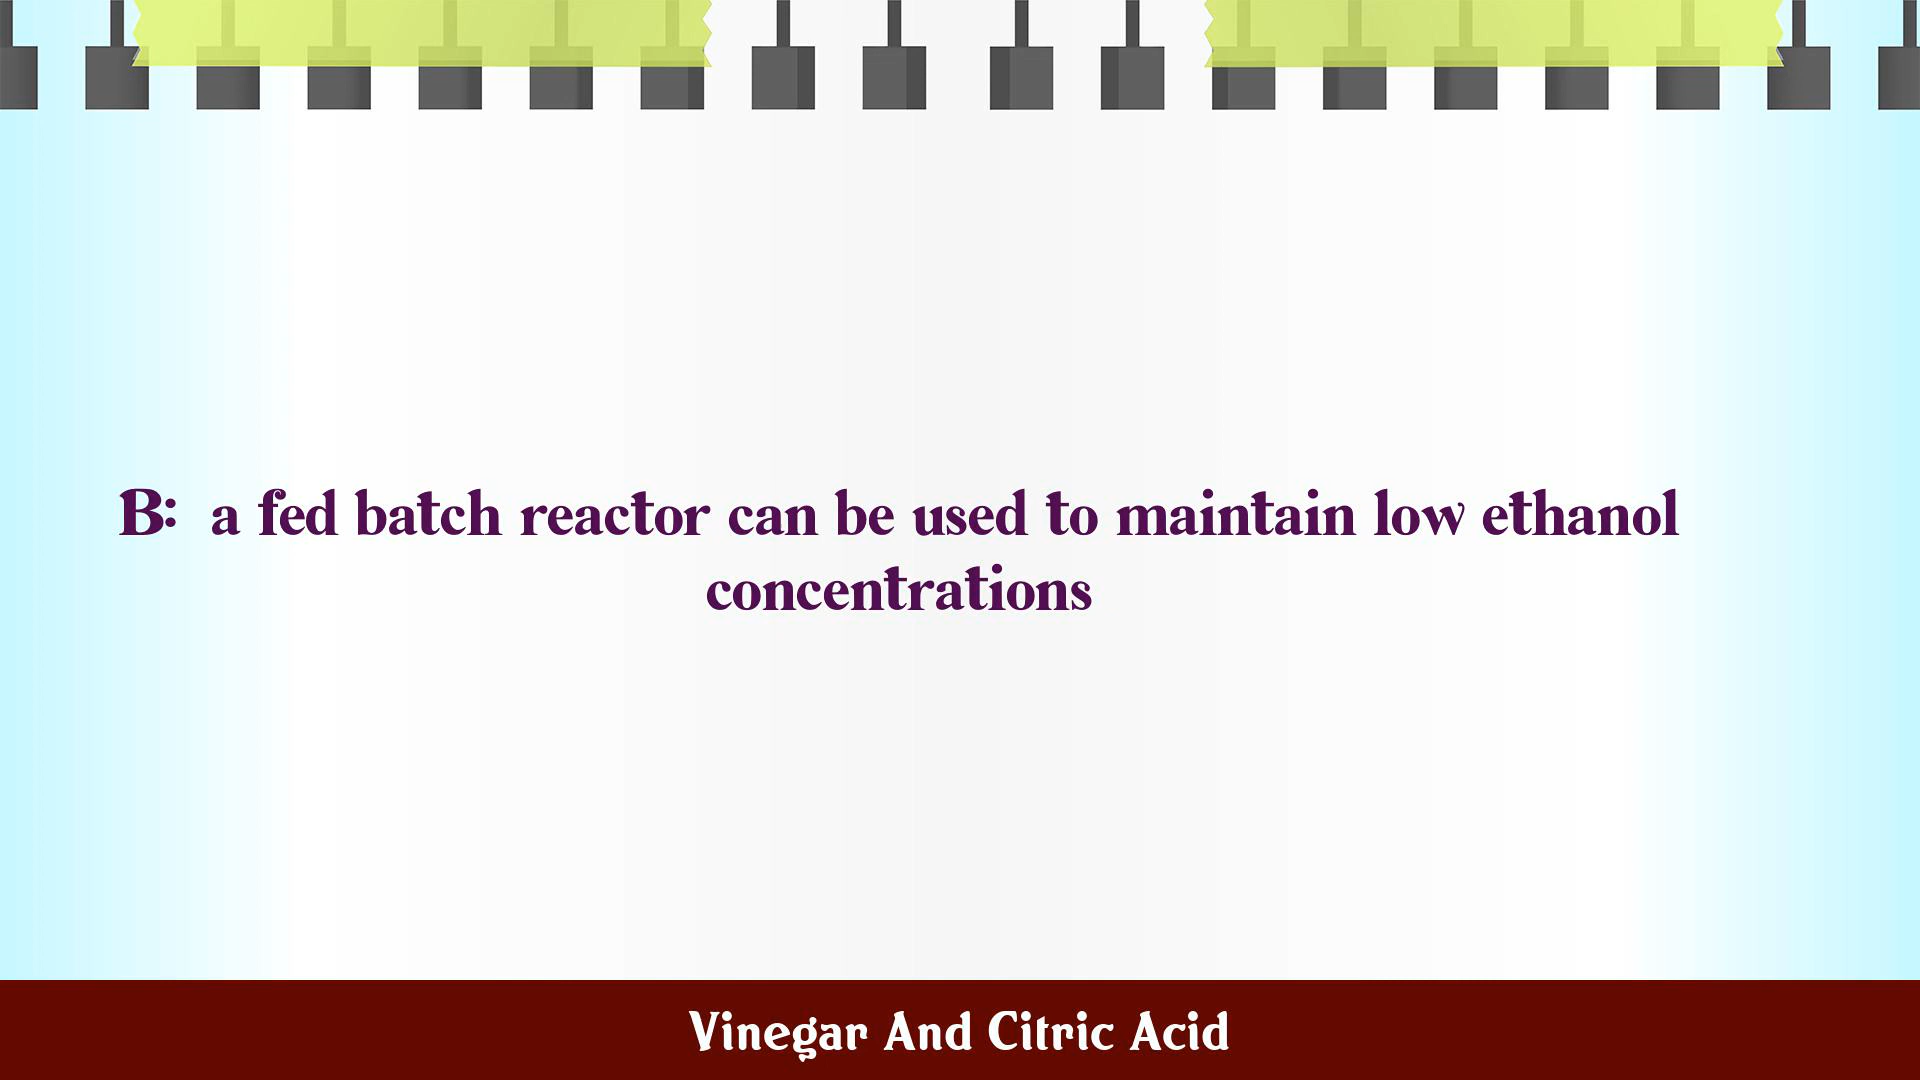 B:  a fed batch reactor can be used to maintain low ethanol
concentrations
Vinegar And Citric Acid